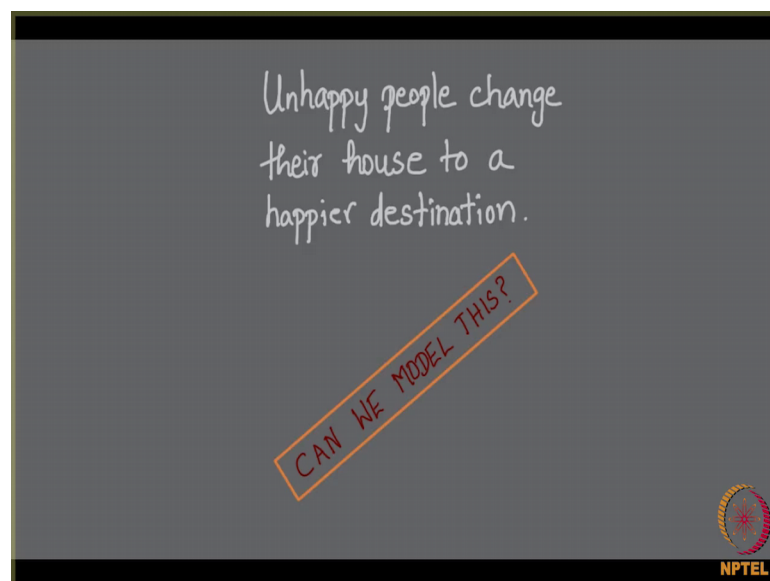 Unhappy people change
their house to a
happier destination.
CAN WE MODEL THIS?
NPTEL